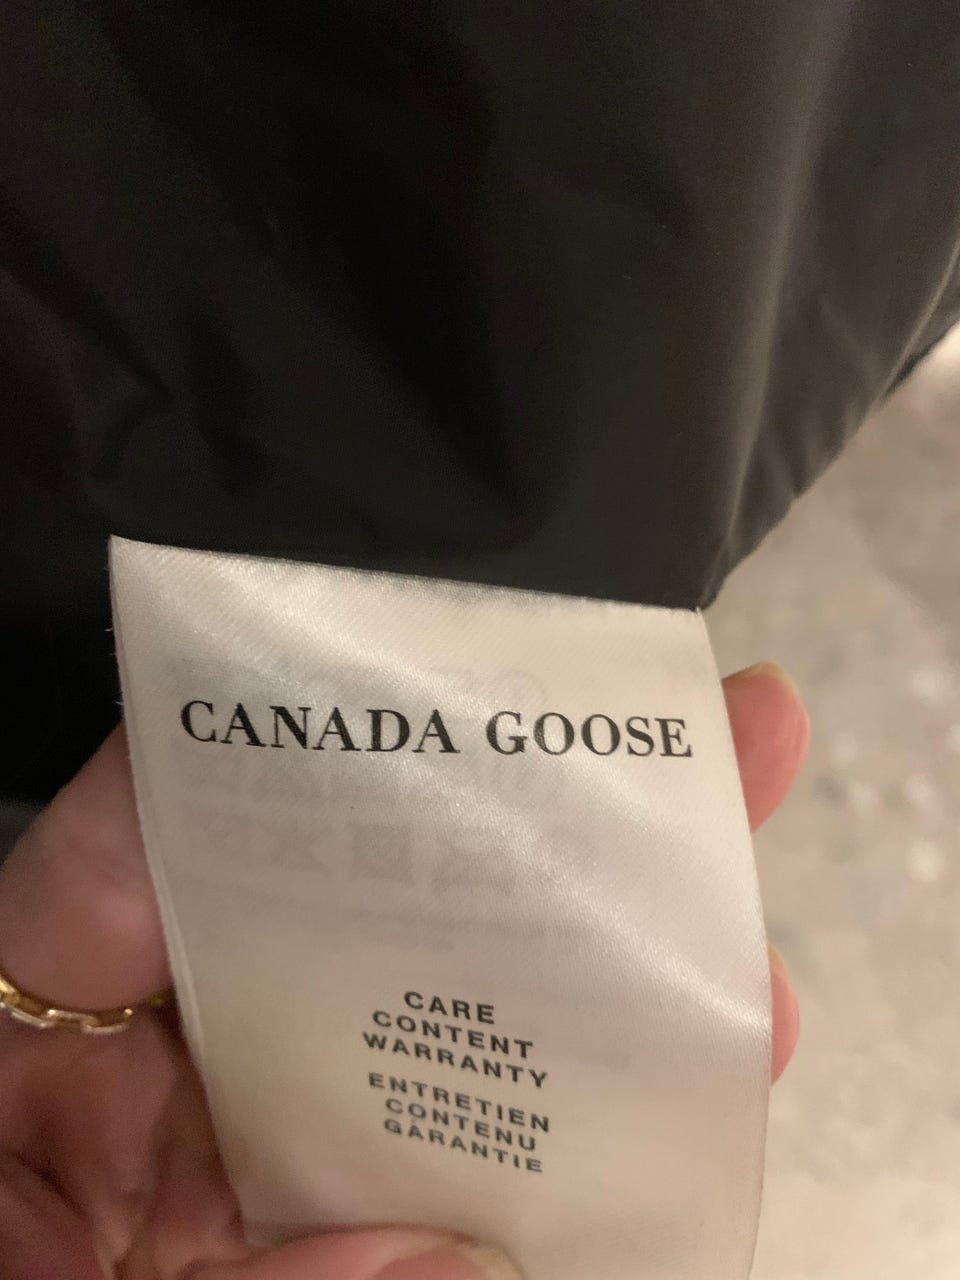 CANADA GOOSE
CARE
CONTENT
WARRANTY
ENTRETIEN
CONTENU
GARANTIE